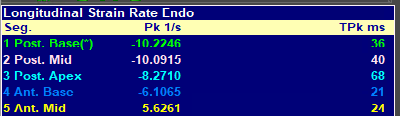 Longitudinal Strain Rate Endo
Seg. Pk 1/s TPk ms
1 Post. Base(*) -10.2246 36
2 Post. Mid -10.0915 40
3 Post. Apex -8.2710 68
4 Ant. Base -6.1065 21
5 Ant. Mid 5.6261 24